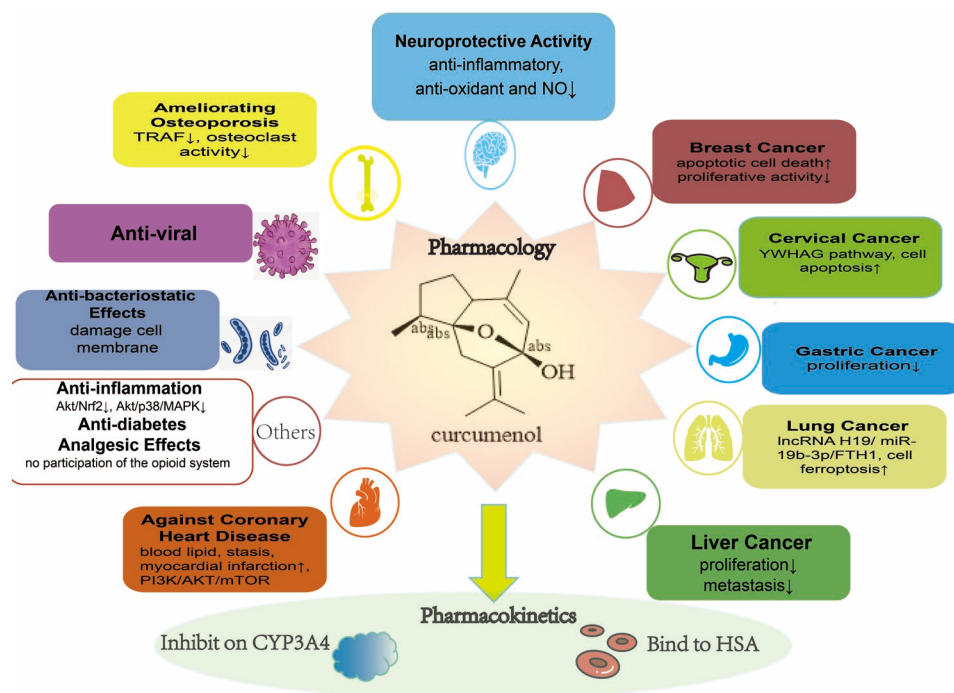 Neuroprotective Activity
anti-inflammatory,
anti-oxidant and NO↓
Ameliorating
Osteoporosis
TRAF↓, osteoclast
activity↓
Breast Cancer
apoptotic cell death↑
proliferative activity↓
Anti-viral
Pharmacology
Cervical Cancer
YWHAG pathway, cell
apoptosis↑
Anti-bacteriostatic
Effects
damage cell
membrane
abs
abs
O
abs
OH
curcumenol
Gastric Cancer
proliferation↓
Anti-inflammation
Akt/Nrf2↓, Akt/p38/MAPK↓
Anti-diabetes
Analgesic Effects
no participation of the opioid system
Others
Lung Cancer
lncRNA H19/ miR-
19b-3p/FTH1, cell
ferroptosis↑
Against Coronary
Heart Disease
blood lipid, stasis,
myocardial infarction↑,
PI3K/AKT/mTOR
Liver Cancer
proliferation↓
metastasis↓
Pharmacokinetics
Inhibit on CYP3A4
Bind to HSA